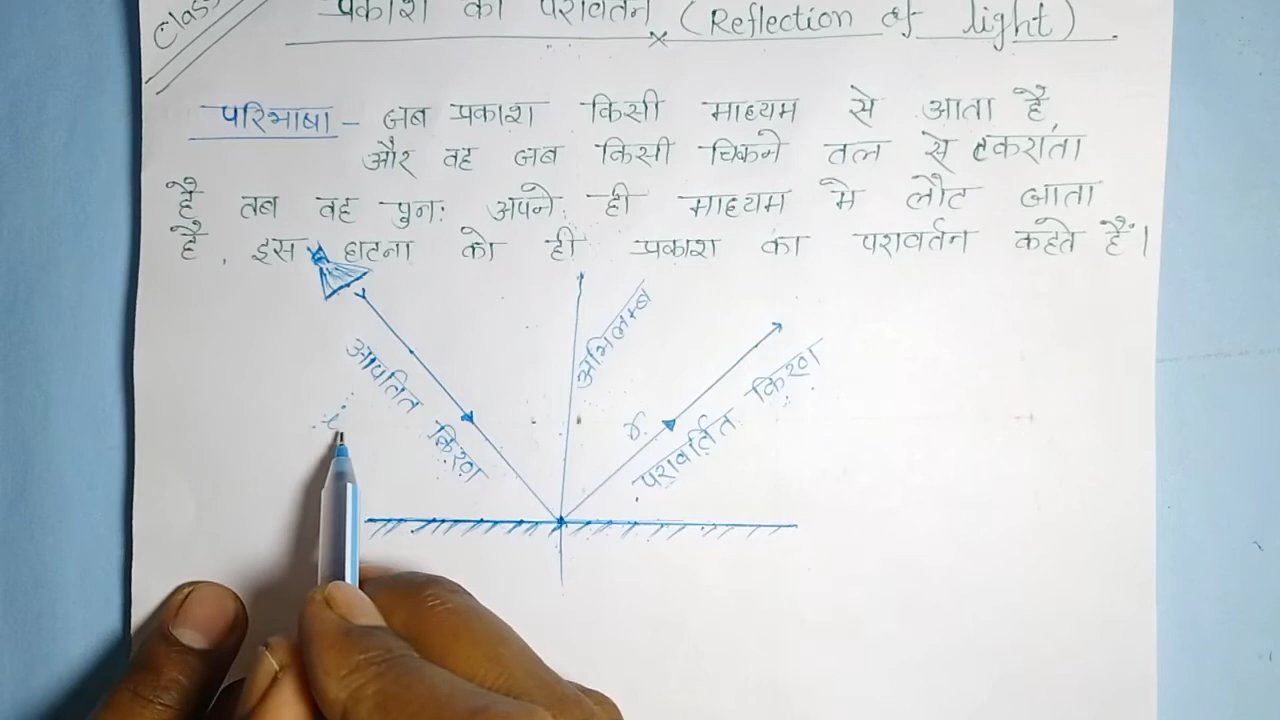 Class
प्रकाश का परावर्तन (Reflection of light)
परिभाषा - जब प्रकाश किसी माध्यम से आता है,
और वह जब किसी चिकने तल से टकराता
है तब वह पुनः अपने ही माध्यम मे लौट जाता
है, इस घटना को ही प्रकाश का परावर्तन कहते हैं।
अभिलम्ब
आपतित किरण
परावर्तित किरण
r
i